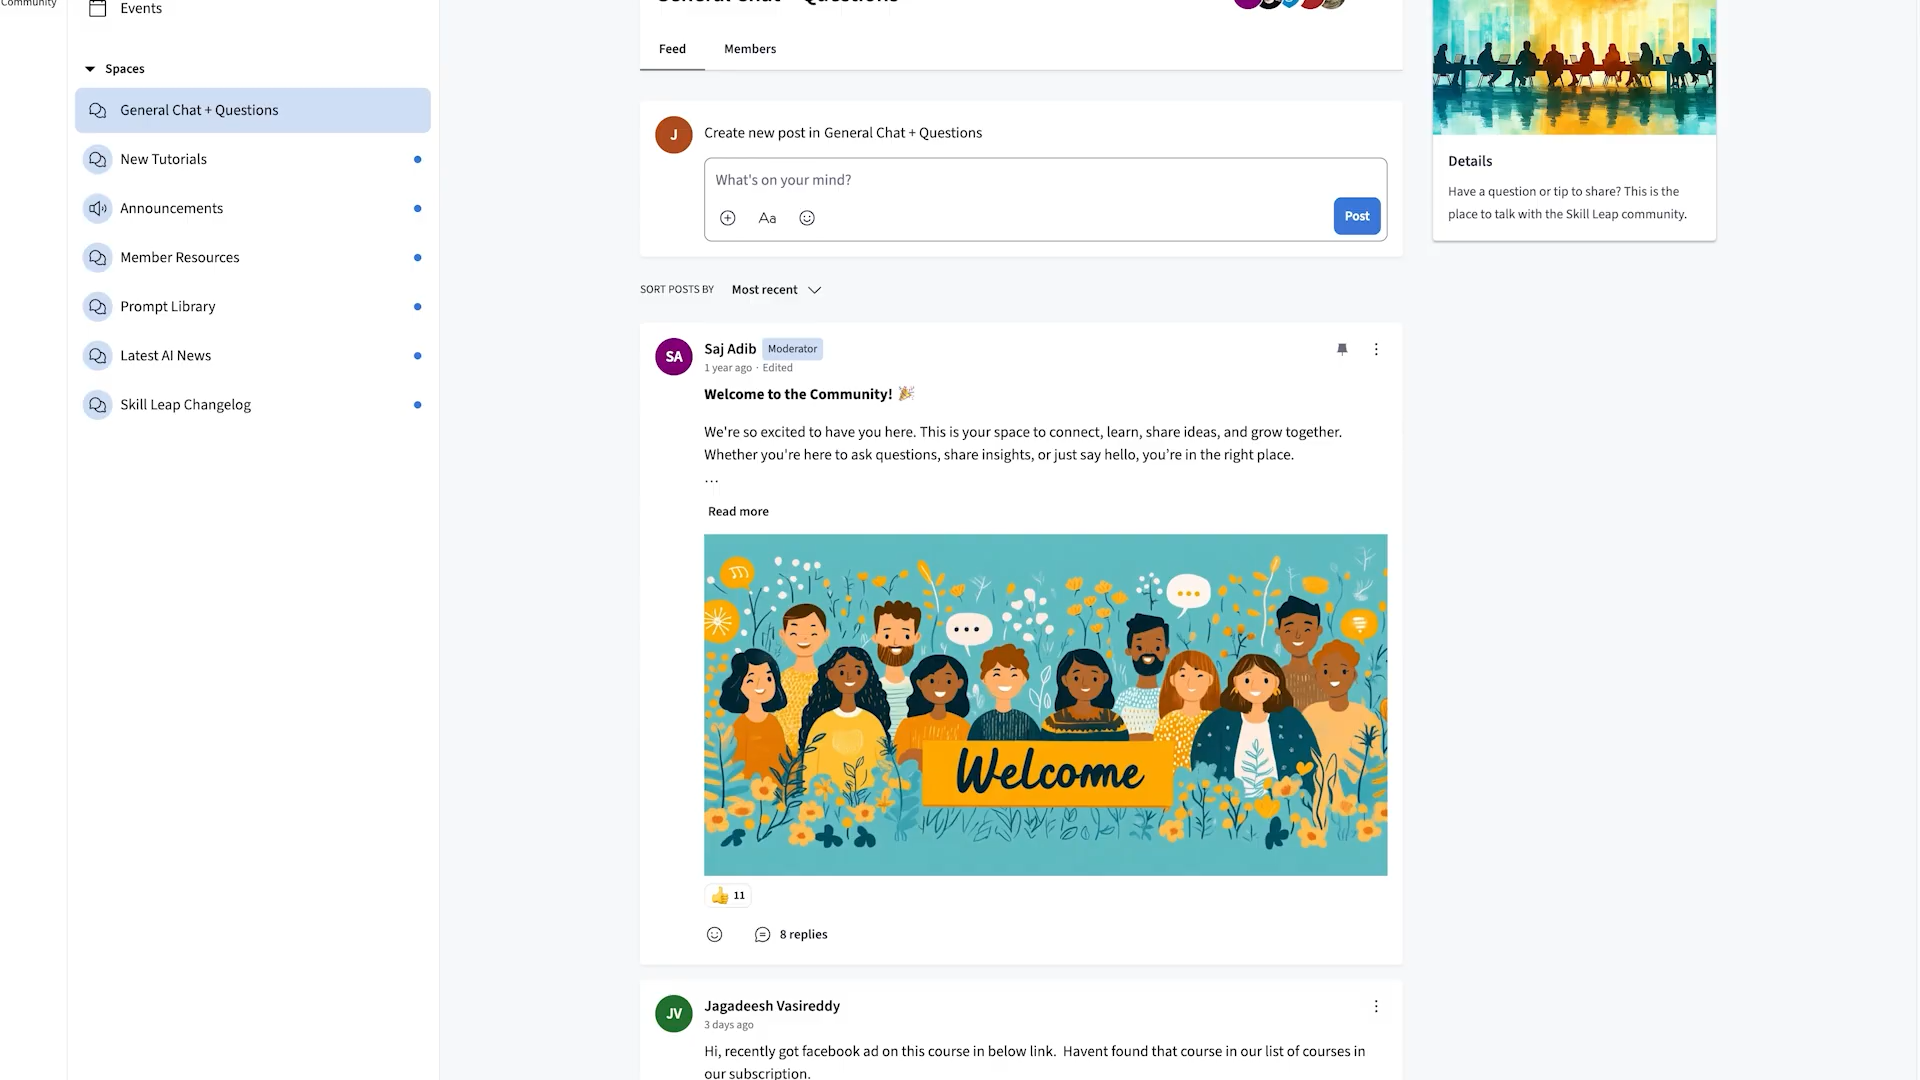 Community
Events
Spaces
General Chat + Questions
New Tutorials
Announcements
Member Resources
Prompt Library
Latest AI News
Skill Leap Changelog
General Chat + Questions
Feed
Members
J
Create new post in General Chat + Questions
What's on your mind?
Aa
Post
SORT POSTS BY Most recent
SA
Saj Adib Moderator
1 year ago · Edited
Welcome to the Community! 🎉
We're so excited to have you here. This is your space to connect, learn, share ideas, and grow together.
Whether you're here to ask questions, share insights, or just say hello, you’re in the right place.
...
Read more
Welcome
👍 11
8 replies
JV
Jagadeesh Vasireddy
3 days ago
Hi, recently got facebook ad on this course in below link. Havent found that course in our list of courses in
our subscription.
Details
Have a question or tip to share? This is the
place to talk with the Skill Leap community.